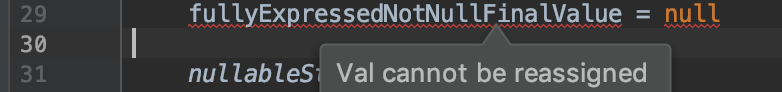 29 fullyExpressedNotNullFinalValue = null
30
31 nullableSt
Val cannot be reassigned